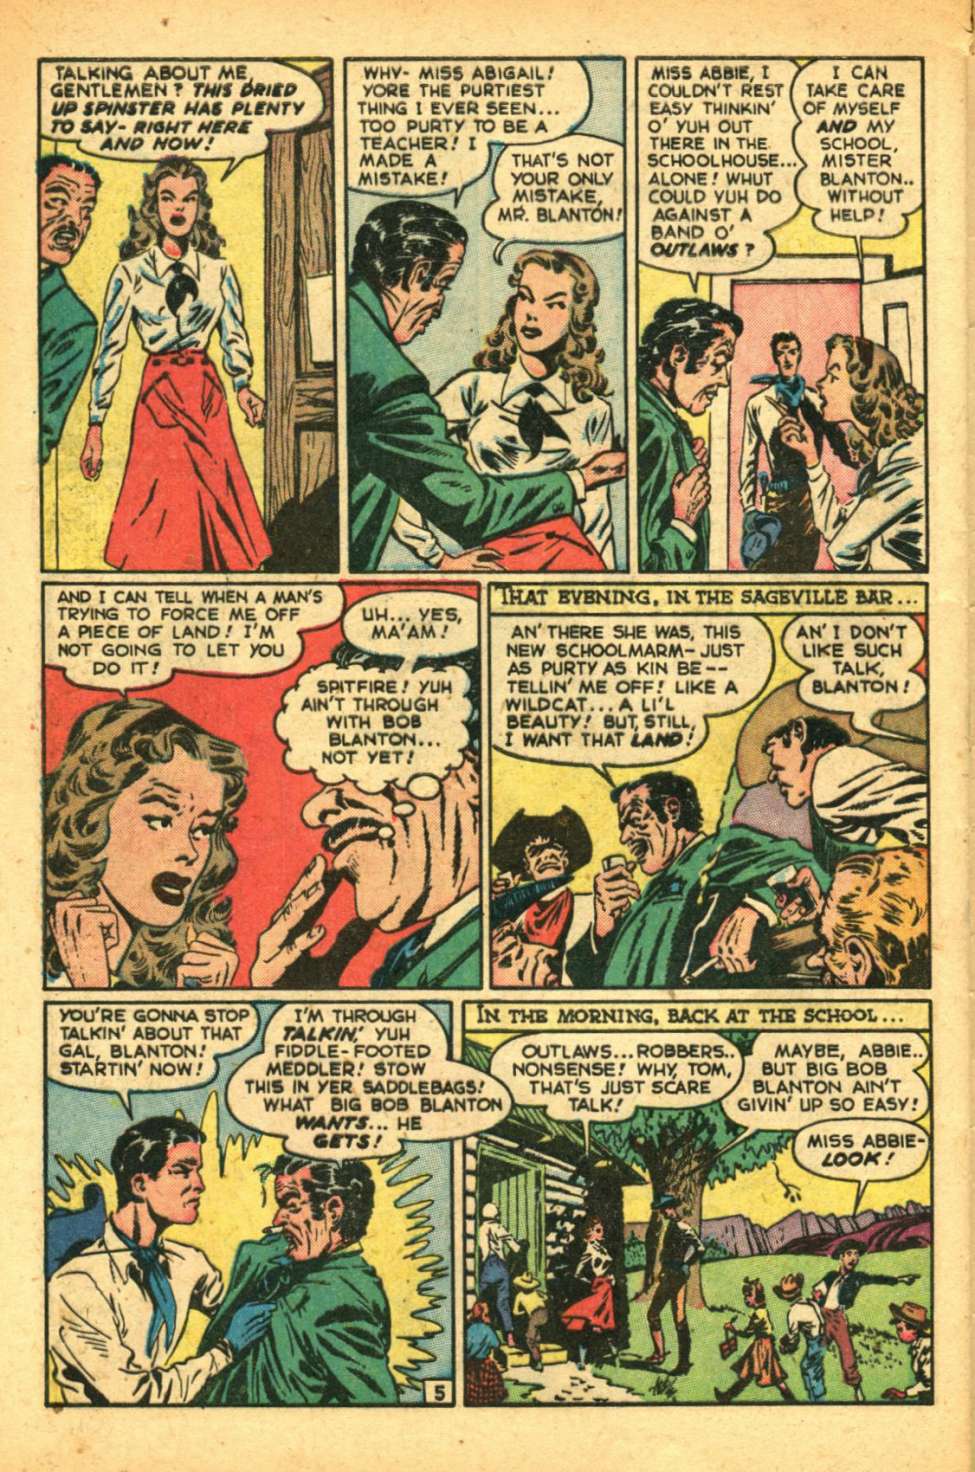 TALKING ABOUT ME,
GENTLEMEN? THIS DRIED
UP SPINSTER HAS PLENTY
TO SAY- RIGHT HERE
AND NOW!
WHY- MISS ABIGAIL!
YORE THE PURTIEST
THING I EVER SEEN...
TOO PURTY TO BE A
TEACHER! I
MADE A
MISTAKE!
THAT'S NOT
YOUR ONLY
MISTAKE,
MR. BLANTON!
MISS ABBIE, I
COULDN'T REST
EASY THINKIN'
O' YUH OUT
THERE IN THE
SCHOOLHOUSE...
ALONE! WHUT
COULD YUH DO
AGAINST A
BAND O'
OUTLAWS?
I CAN
TAKE CARE
OF MYSELF
AND MY
SCHOOL,
MISTER
BLANTON..
WITHOUT
HELP!
AND I CAN TELL WHEN A MAN'S
TRYING TO FORCE ME OFF
A PIECE OF LAND! I'M
NOT GOING TO LET YOU
DO IT!
UH... YES,
MA'AM!
SPITFIRE! YUH
AIN'T THROUGH
WITH BOB
BLANTON...
NOT YET!
THAT EVENING, IN THE SAGEVILLE BAR...
AN' THERE SHE WAS, THIS
NEW SCHOOLMARM- JUST
AS PURTY AS KIN BE--
TELLIN' ME OFF! LIKE A
WILDCAT... A LI'L
BEAUTY! BUT, STILL,
I WANT THAT LAND!
AN' I DON'T
LIKE SUCH
TALK,
BLANTON!
YOU'RE GONNA STOP
TALKIN' ABOUT THAT
GAL, BLANTON!
STARTIN' NOW!
I'M THROUGH
TALKIN', YUH
FIDDLE-FOOTED
MEDDLER! STOW
THIS IN YER SADDLEBAGS!
WHAT BIG BOB BLANTON
WANTS... HE
GETS!
5
IN THE MORNING, BACK AT THE SCHOOL...
OUTLAWS... ROBBERS..
NONSENSE! WHY, TOM,
THAT'S JUST SCARE
TALK!
MAYBE, ABBIE..
BUT BIG BOB
BLANTON AIN'T
GIVIN' UP SO EASY!
MISS ABBIE-
LOOK!